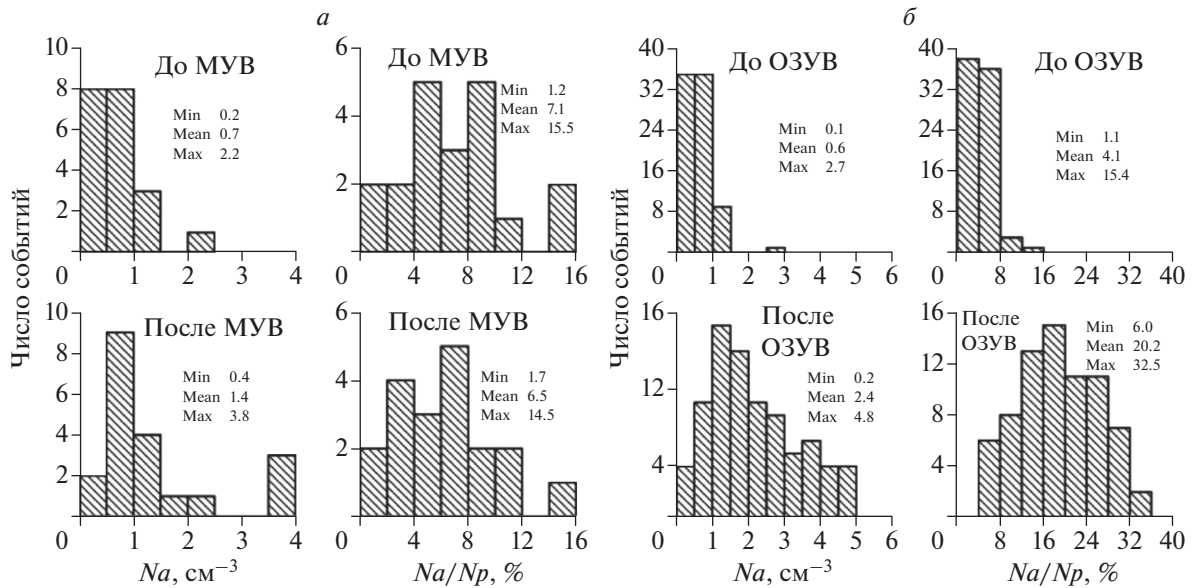 а
б
Число событий
10
8
6
4
2
0
1
2
3
4
До МУВ
Min 0.2
Mean 0.7
Max 2.2
6
4
2
0
4
8
12
16
До МУВ
Min 1.2
Mean 7.1
Max 15.5
Число событий
40
32
24
16
8
0
1
2
3
4
5
6
До ОЗУВ
Min 0.1
Mean 0.6
Max 2.7
40
32
24
16
8
0
8
16
24
32
40
До ОЗУВ
Min 1.1
Mean 4.1
Max 15.4
10
8
6
4
2
0
1
2
3
4
После МУВ
Min 0.4
Mean 1.4
Max 3.8
Na, см⁻³
6
4
2
0
4
8
12
16
После МУВ
Min 1.7
Mean 6.5
Max 14.5
Na/Np, %
16
12
8
4
0
1
2
3
4
5
6
После
ОЗУВ
Min 0.2
Mean 2.4
Max 4.8
Na, см⁻³
16
12
8
4
0
8
16
24
32
40
После
ОЗУВ
Min 6.0
Mean 20.2
Max 32.5
Na/Np, %